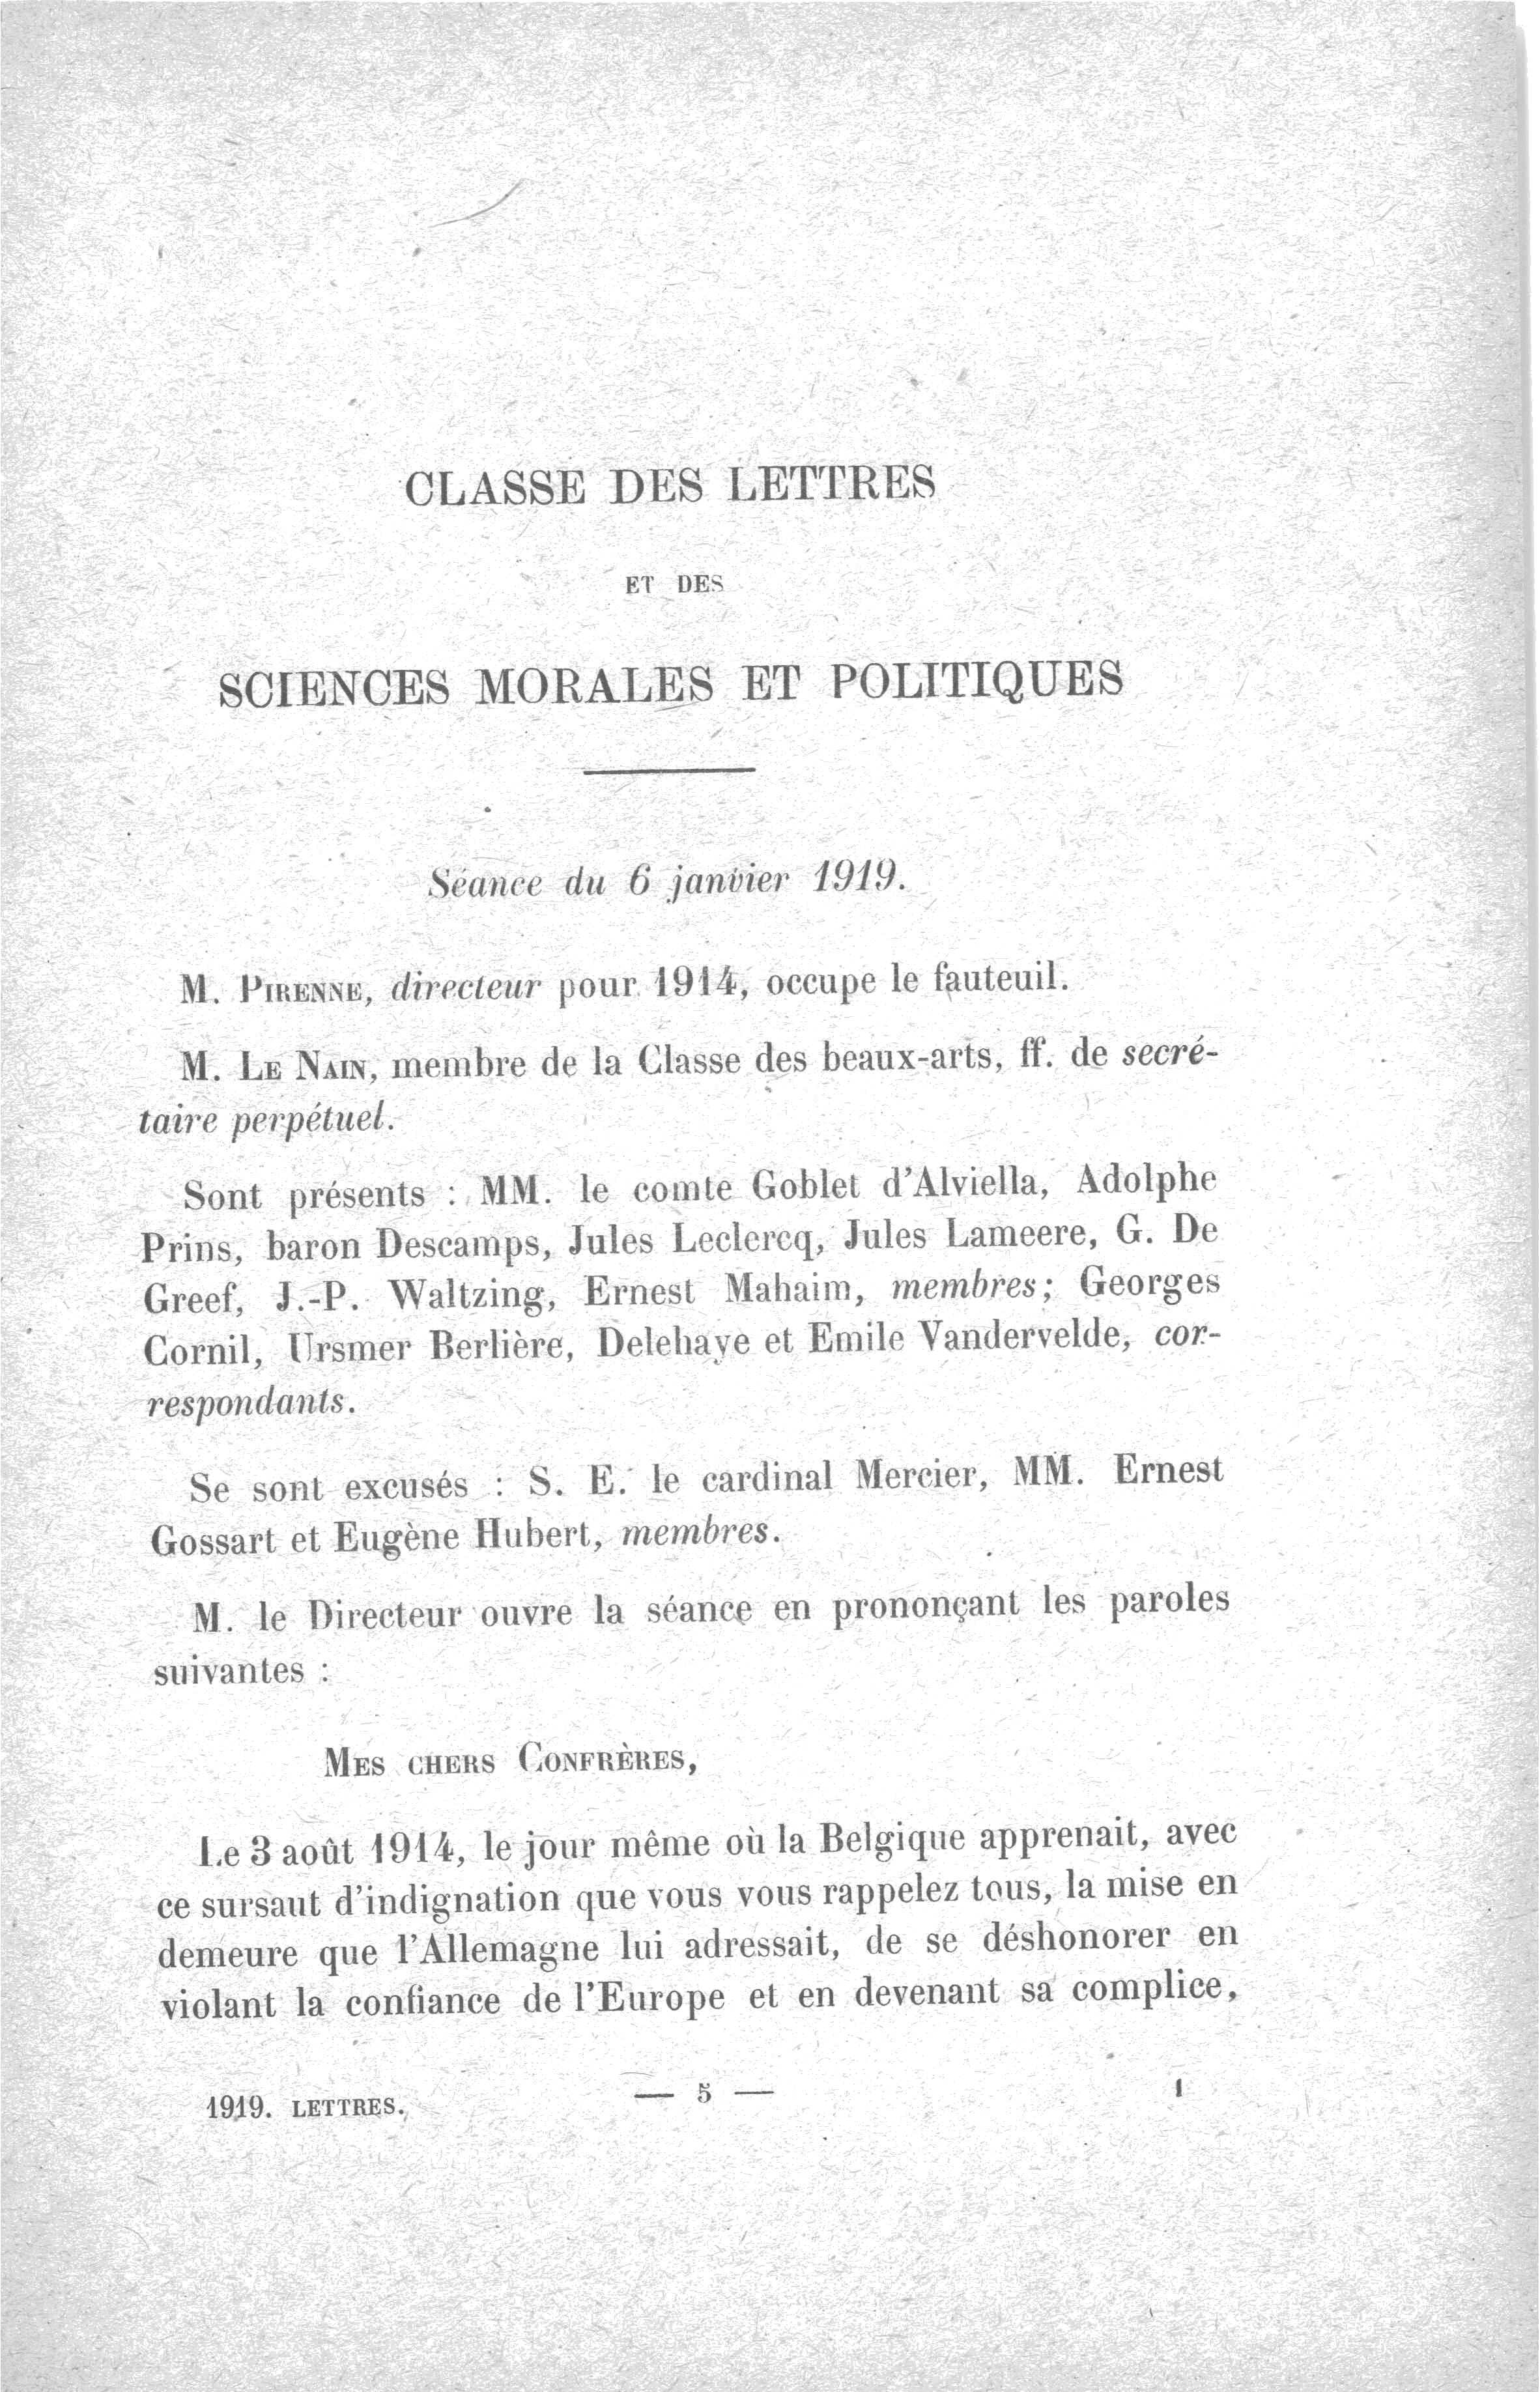 CLASSE DES LETTRES
ET DES
SCIENCES MORALES ET POLITIQUES
Séance du 6 janvier 1919.
M. PIRENNE, directeur pour 1914, occupe le fauteuil.
M. LE NAIN, membre de la Classe des beaux-arts, ff. de secré-
taire perpétuel.
Sont présents : MM. le comte Goblet d'Alviella, Adolphe
Prins, baron Descamps, Jules Leclercq, Jules Lameere, G. De
Greef, J.-P. Waltzing, Ernest Mahaim, membres; Georges
Cornil, Ursmer Berlière, Delehaye et Emile Vandervelde, cor-
respondants.
Se sont excusés : S. E. le cardinal Mercier, MM. Ernest
Gossart et Eugène Hubert, membres.
M. le Directeur ouvre la séance en prononçant les paroles
suivantes :
MES CHERS CONFRÈRES,
Le 3 août 1914, le jour même où la Belgique apprenait, avec
ce sursaut d'indignation que vous vous rappelez tous, la mise en
demeure que l'Allemagne lui adressait, de se déshonorer en
violant la confiance de l'Europe et en devenant sa complice,
1919. LETTRES. — 5 — 1